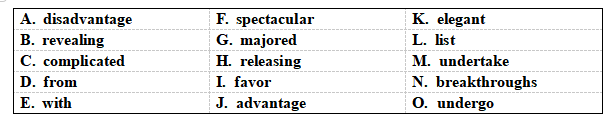 A. disadvantage F. spectacular K. elegant
B. revealing G. majored L. list
C. complicated H. releasing M. undertake
D. from I. favor N. breakthroughs
E. with J. advantage O. undergo